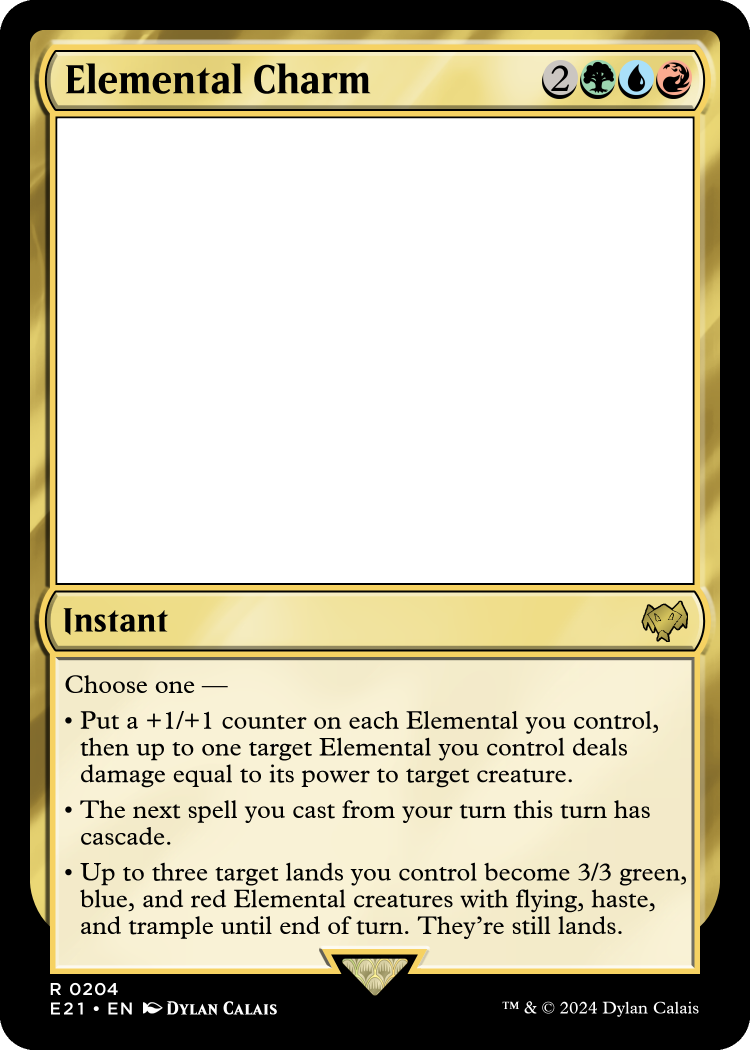 Elemental Charm 2
Instant
Choose one —
• Put a +1/+1 counter on each Elemental you control,
then up to one target Elemental you control deals
damage equal to its power to target creature.
• The next spell you cast from your turn this turn has
cascade.
• Up to three target lands you control become 3/3 green,
blue, and red Elemental creatures with flying, haste,
and trample until end of turn. They’re still lands.
R 0204
E21 • EN Dylan Calais
™ & © 2024 Dylan Calais